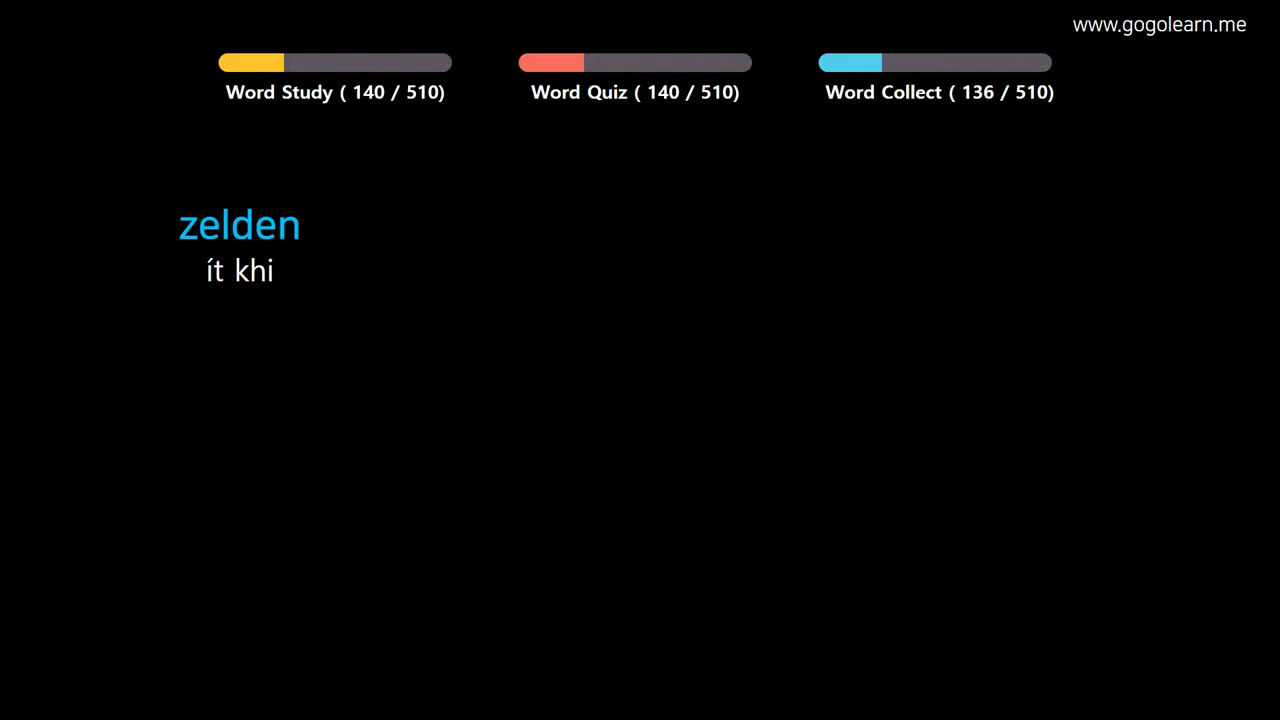 www.gogolearn.me
Word Study ( 140 / 510)
Word Quiz ( 140 / 510)
Word Collect ( 136 / 510)
zelden
ít khi